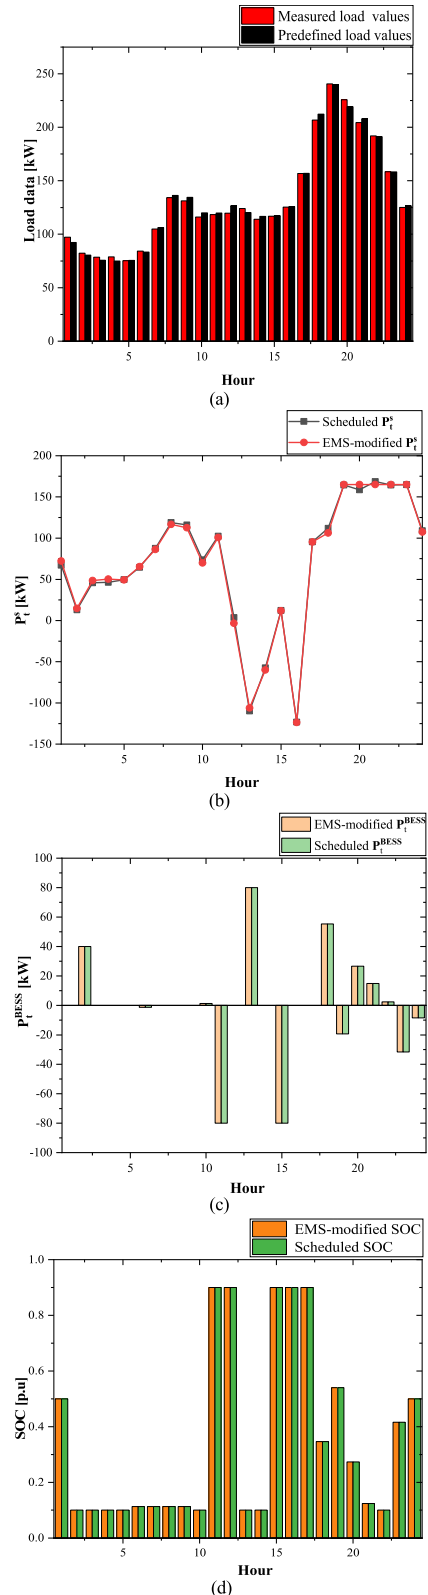 Measured load values
Predefined load values
250
200
150
100
50
0
Load data [kW]
5 10 15 20
Hour
(a)
Scheduled P_t^s
EMS-modified P_t^s
200
150
100
50
0
-50
-100
-150
P_t^s [kW]
5 10 15 20
Hour
(b)
EMS-modified P_t^BESS
Scheduled P_t^BESS
100
80
60
40
20
0
-20
-40
-60
-80
-100
P_t^BESS [kW]
5 10 15 20
Hour
(c)
EMS-modified SOC
Scheduled SOC
1.0
0.8
0.6
0.4
0.2
0.0
SOC [p.u]
5 10 15 20
Hour
(d)